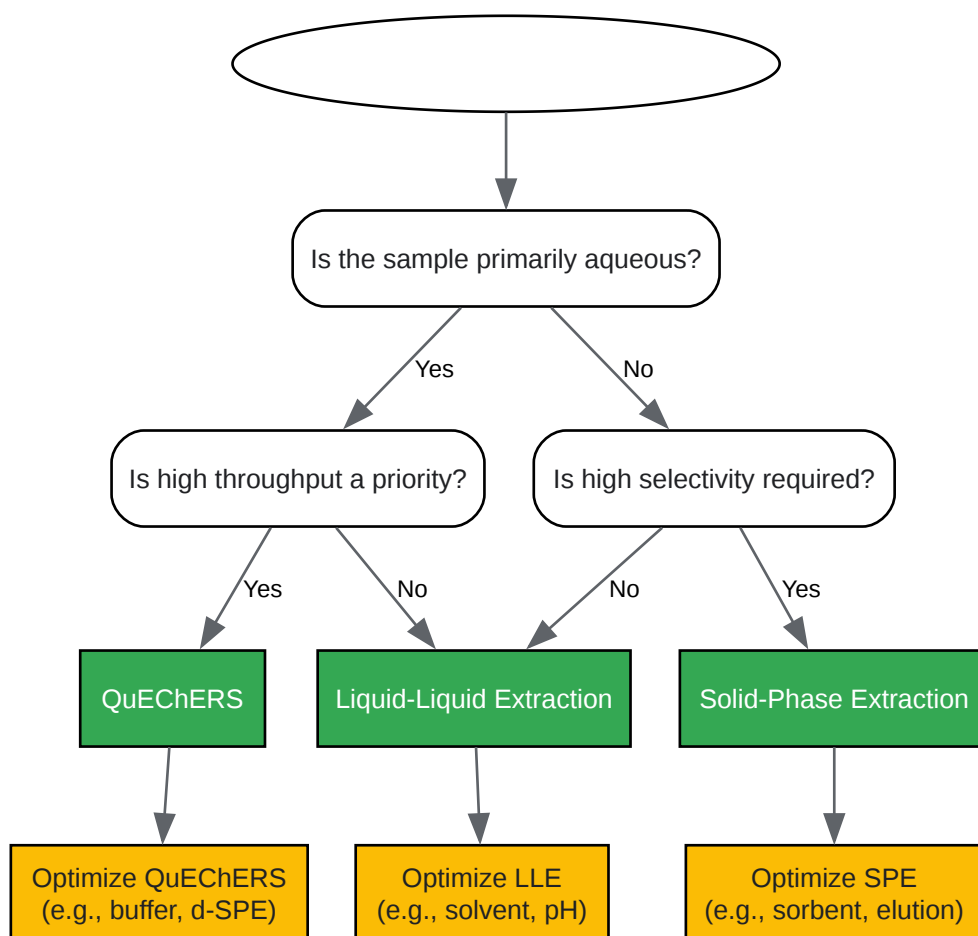 Is the sample primarily aqueous?
Yes
No
Is high throughput a priority?
Is high selectivity required?
Yes
No
No
Yes
QuEChERS
Liquid-Liquid Extraction
Solid-Phase Extraction
Optimize QuEChERS
(e.g., buffer, d-SPE)
Optimize LLE
(e.g., solvent, pH)
Optimize SPE
(e.g., sorbent, elution)